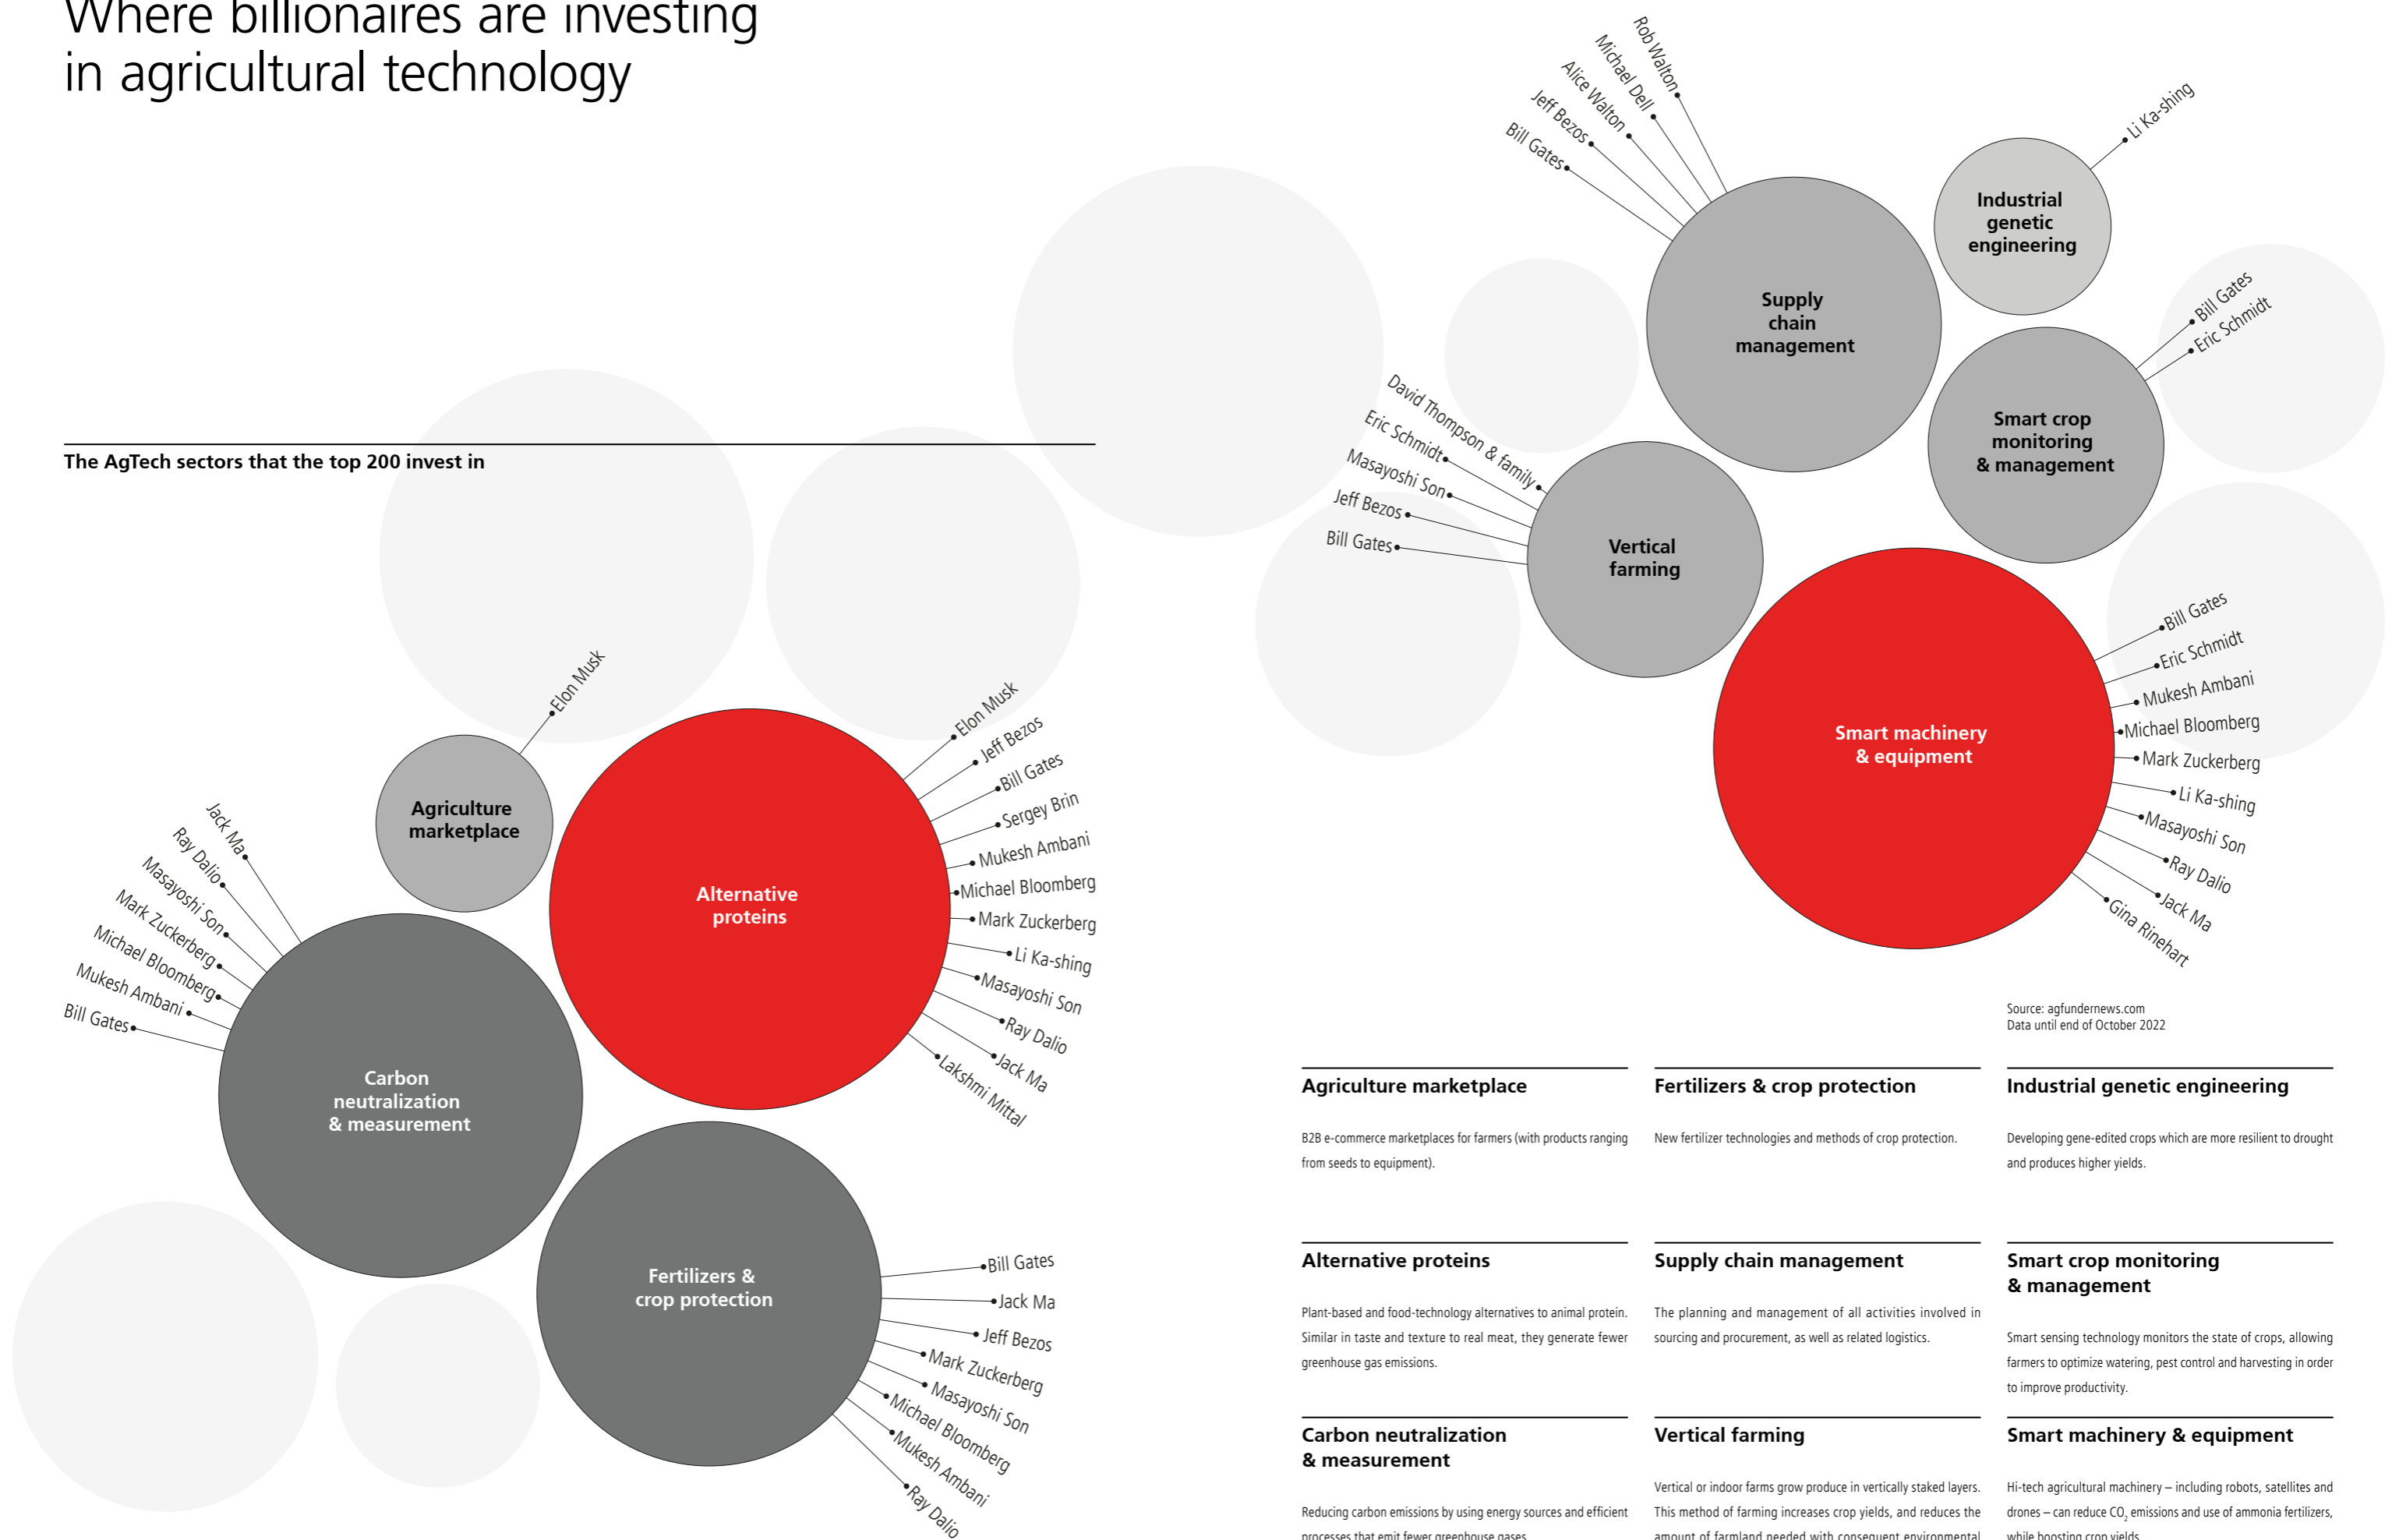 Where billionaires are investing
in agricultural technology
The AgTech sectors that the top 200 invest in
Elon Musk
Agriculture
marketplace
Elon Musk
Jeff Bezos
Bill Gates
Sergey Brin
Mukesh Ambani
Michael Bloomberg
Mark Zuckerberg
Li Ka-shing
Masayoshi Son
Ray Dalio
Jack Ma
Lakshmi Mittal
Alternative
proteins
Jack Ma
Ray Dalio
Masayoshi Son
Mark Zuckerberg
Michael Bloomberg
Mukesh Ambani
Bill Gates
Carbon
neutralization
& measurement
Fertilizers &
crop protection
Bill Gates
Jack Ma
Jeff Bezos
Mark Zuckerberg
Masayoshi Son
Michael Bloomberg
Mukesh Ambani
Ray Dalio
Rob Walton
Michael Dell
Alice Walton
Jeff Bezos
Bill Gates
Supply
chain
management
Li Ka-shing
Industrial
genetic
engineering
Bill Gates
Eric Schmidt
Smart crop
monitoring
& management
David Thompson & family
Eric Schmidt
Masayoshi Son
Jeff Bezos
Bill Gates
Vertical
farming
Smart machinery
& equipment
Bill Gates
Eric Schmidt
Mukesh Ambani
Michael Bloomberg
Mark Zuckerberg
Li Ka-shing
Masayoshi Son
Ray Dalio
Jack Ma
Gina Rinehart
Source: agfundernews.com
Data until end of October 2022
Agriculture marketplace
B2B e-commerce marketplaces for farmers (with products ranging
from seeds to equipment).
Fertilizers & crop protection
New fertilizer technologies and methods of crop protection.
Industrial genetic engineering
Developing gene-edited crops which are more resilient to drought
and produces higher yields.
Alternative proteins
Plant-based and food-technology alternatives to animal protein.
Similar in taste and texture to real meat, they generate fewer
greenhouse gas emissions.
Supply chain management
The planning and management of all activities involved in
sourcing and procurement, as well as related logistics.
Smart crop monitoring
& management
Smart sensing technology monitors the state of crops, allowing
farmers to optimize watering, pest control and harvesting in order
to improve productivity.
Carbon neutralization
& measurement
Reducing carbon emissions by using energy sources and efficient
processes that emit fewer greenhouse gases.
Vertical farming
Vertical or indoor farms grow produce in vertically staked layers.
This method of farming increases crop yields, and reduces the
amount of farmland needed with consequent environmental
Smart machinery & equipment
Hi-tech agricultural machinery – including robots, satellites and
drones – can reduce CO₂ emissions and use of ammonia fertilizers,
while boosting crop yields.